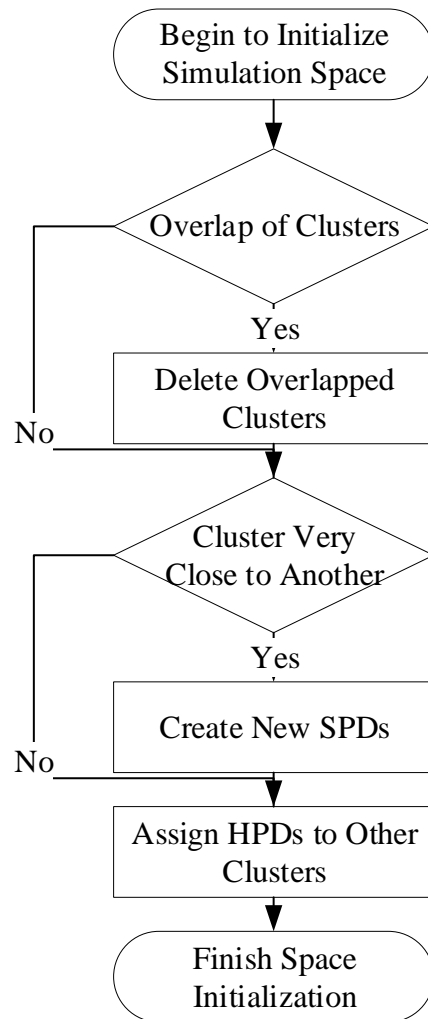 Begin to Initialize
Simulation Space
Overlap of Clusters
Yes
Delete Overlapped
Clusters
No
Cluster Very
Close to Another
Yes
Create New SPDs
No
Assign HPDs to Other
Clusters
Finish Space
Initialization